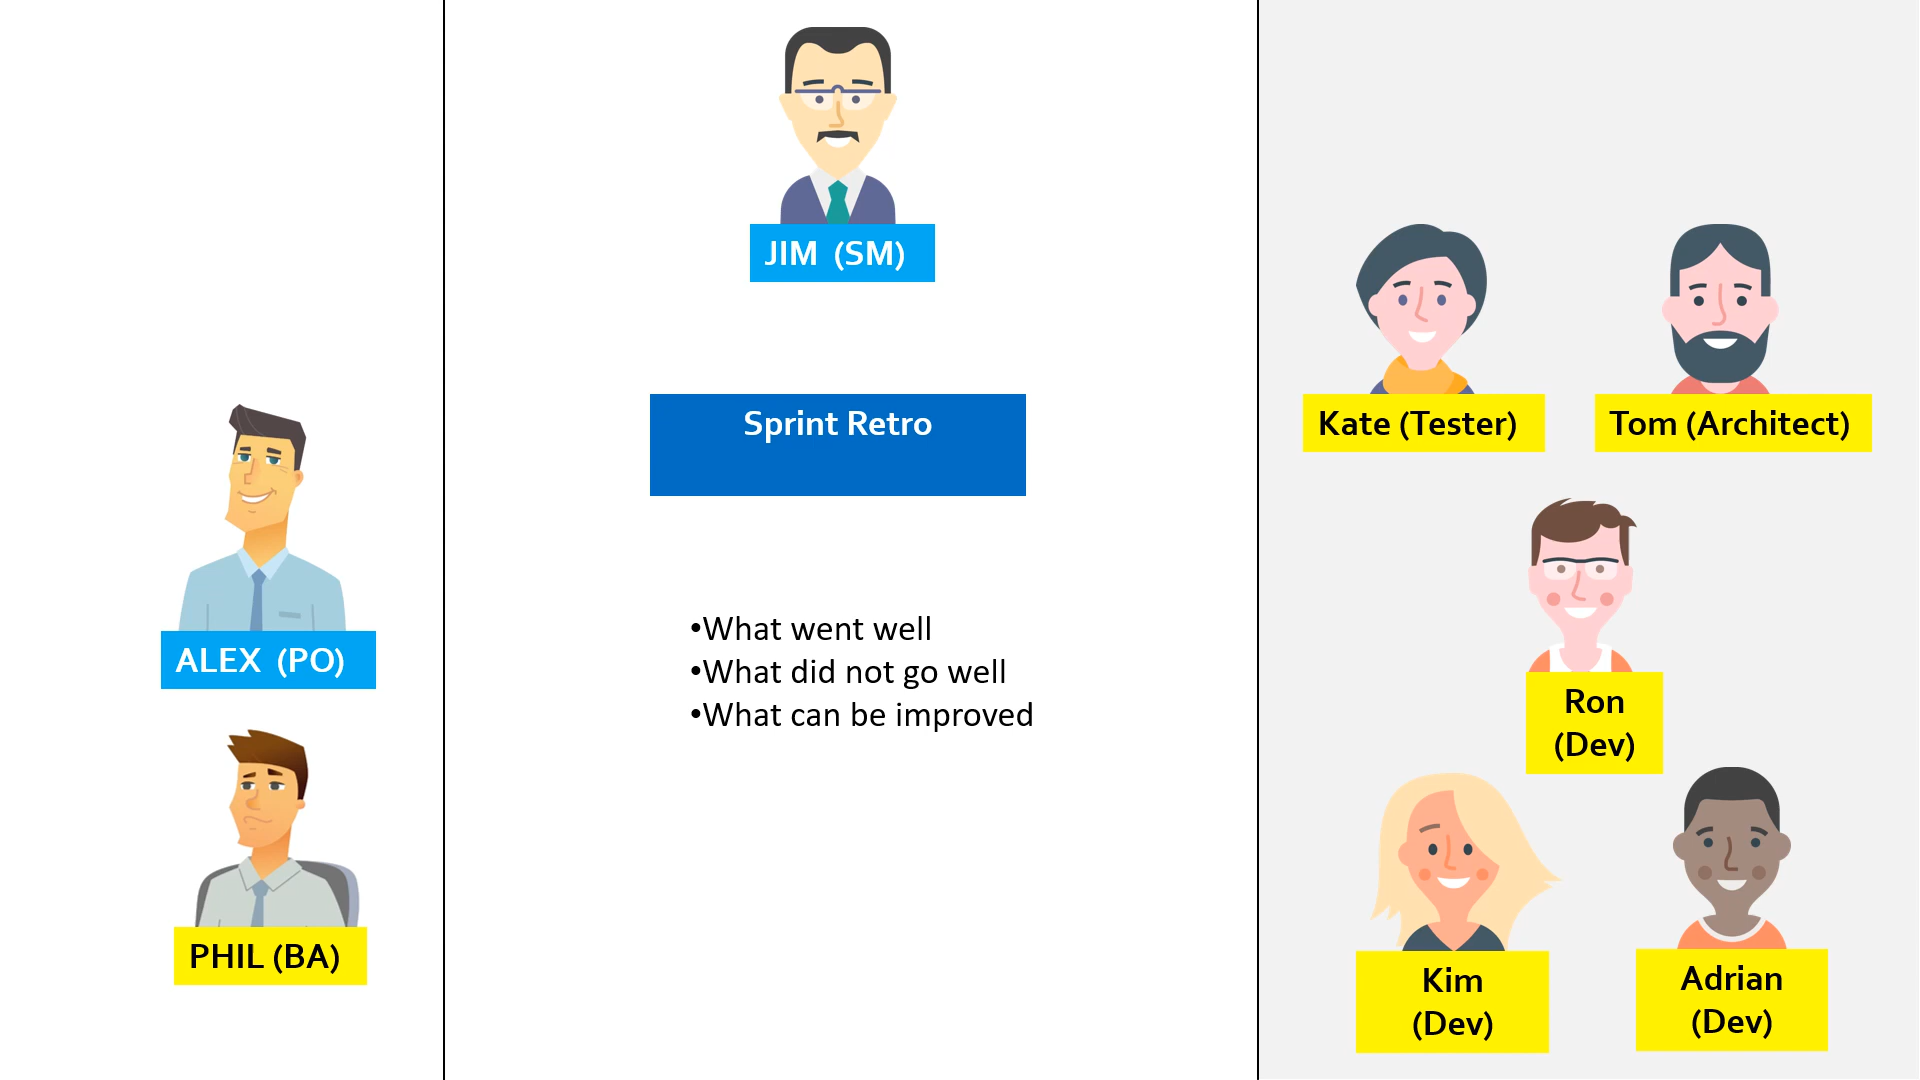 JIM  (SM)
Sprint Retro
•What went well
•What did not go well
•What can be improved
ALEX  (PO)
PHIL (BA)
Kate (Tester)
Tom (Architect)
Ron
(Dev)
Kim
(Dev)
Adrian
(Dev)